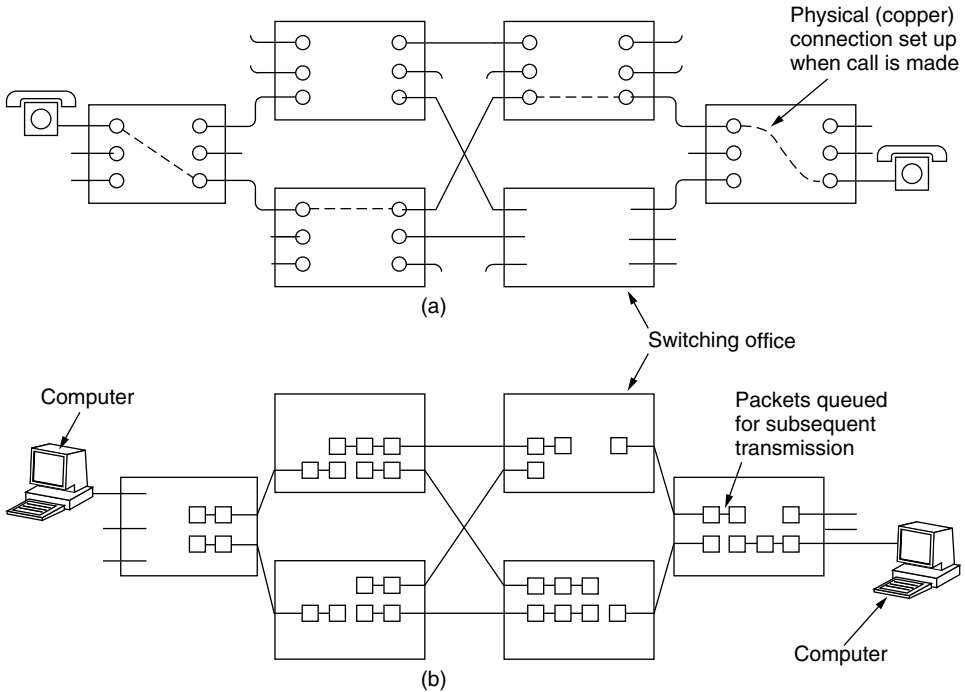 Physical (copper)
connection set up
when call is made
(a)
Switching office
Computer
Packets queued
for subsequent
transmission
Computer
(b)